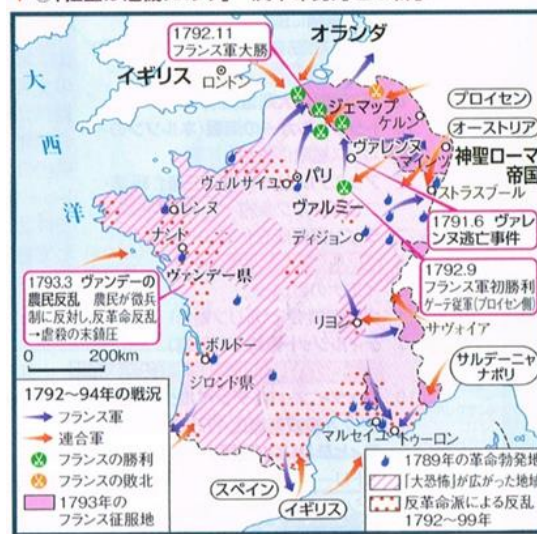 1792.11
フランス軍大勝
オランダ
イギリス
ロンドン
大西洋
ジェマップ
ケルン
プロイセン
オーストリア
ヴァレンヌ
マインツ
神聖ローマ
帝国
パリ
ヴェルサイユ
ストラスブール
ヴァルミー
レンヌ
ナント
ディジョン
1791.6 ヴァレ
ンヌ逃亡事件
ヴァンデー県
1792.9
フランス軍初勝利
ゲーテ従軍(プロイセン側)
1793.3 ヴァンデーの
農民反乱 農民が徴兵
制に反対し,反革命反乱
→虐殺の末鎮圧
リヨン
サヴォイア
0 200km
ボルドー
ジロンド県
サルデーニャ
ナポリ
マルセイユ
トゥーロン
スペイン
イギリス
1792~94年の戦況
フランス軍
連合軍
フランスの勝利
フランスの敗北
1793年の
フランス征服地
1789年の革命勃発地
「大恐怖」が広がった地域
反革命派による反乱
1792~99年